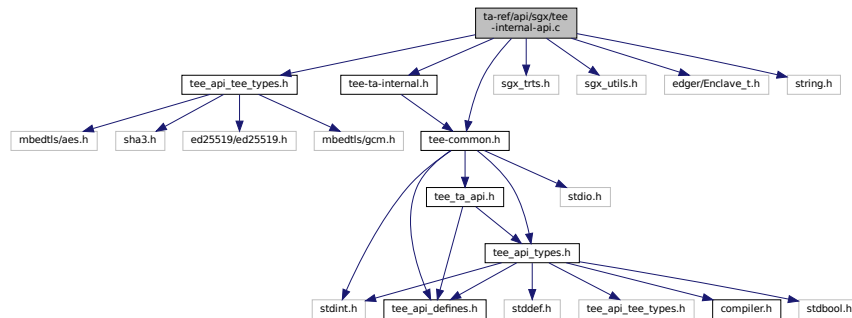 ta-ref/api/sgx/tee
-internal-api.c
tee_api_tee_types.h
tee-ta-internal.h
sgx_trts.h
sgx_utils.h
edger/Enclave_t.h
string.h
mbedtls/aes.h
sha3.h
ed25519/ed25519.h
mbedtls/gcm.h
tee-common.h
tee_ta_api.h
stdio.h
tee_api_types.h
stdint.h
tee_api_defines.h
stddef.h
tee_api_tee_types.h
compiler.h
stdbool.h